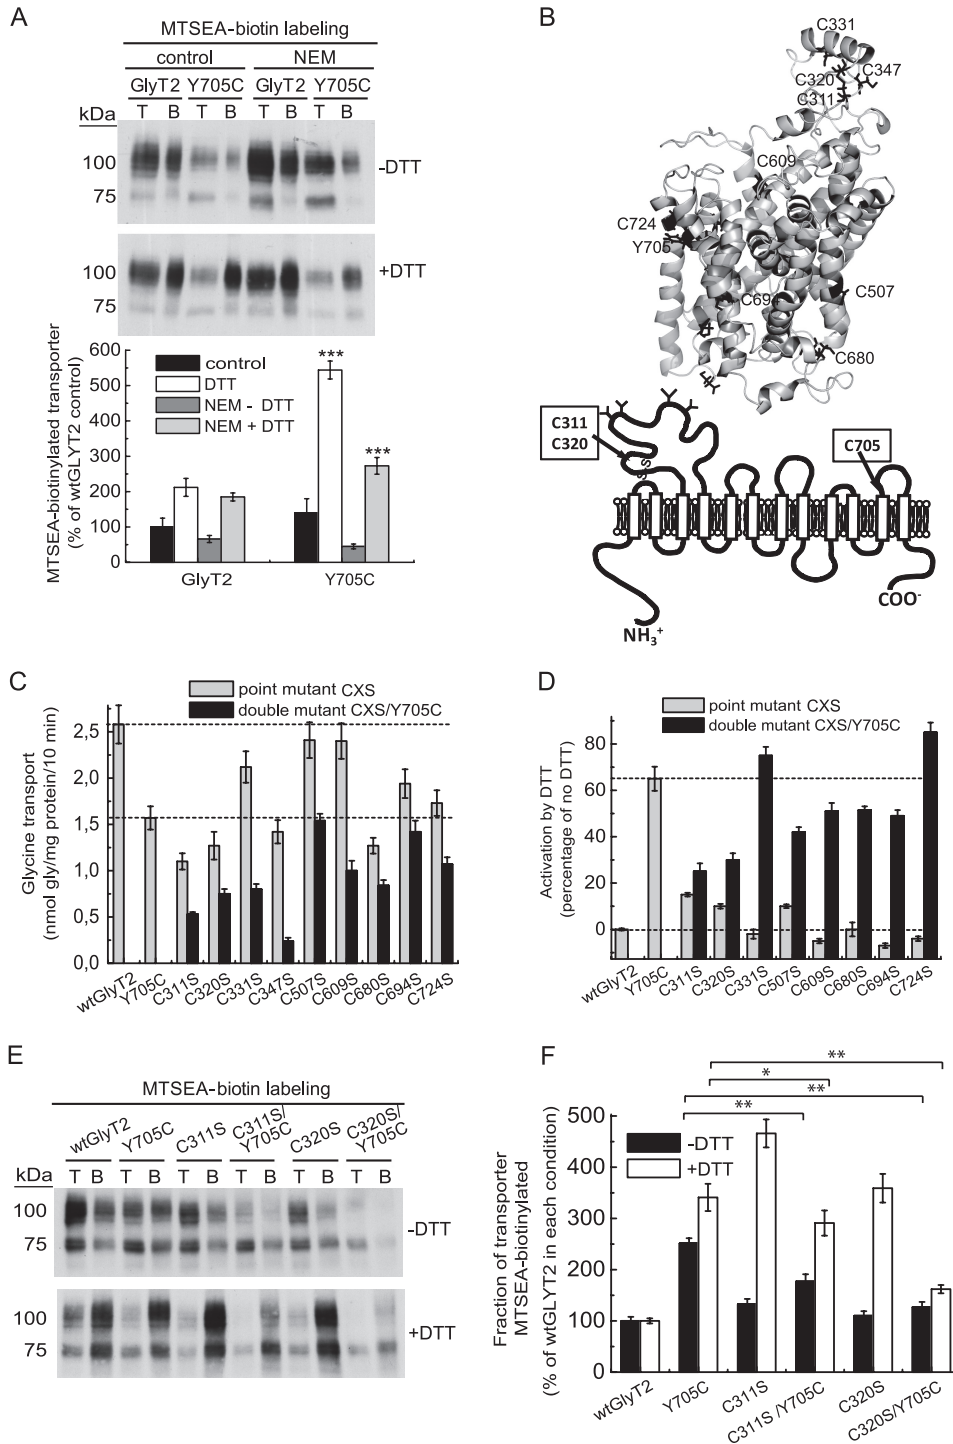 A
MTSEA-biotin labeling
control NEM
GlyT2 Y705C GlyT2 Y705C
kDa T B T B T B T B
100
75
-DTT
100
75
+DTT
MTSEA-biotinylated transporter
(% of wtGLYT2 control)
600
500
400
300
200
100
0
control
DTT
NEM - DTT
NEM + DTT
***
***
GlyT2 Y705C
B
C331
C320
C347
C311
C609
C724
Y705
C694
C507
C680
C311
C320
S-S
C705
NH3+
COO-
C
point mutant CXS
double mutant CXS/Y705C
Glycine transport
(nmol gly/mg protein/10 min)
2,5
2,0
1,5
1,0
0,5
0,0
wtGlyT2 Y705C C311S C320S C331S C347S C507S C609S C680S C694S C724S
D
point mutant CXS
double mutant CXS/Y705C
Activation by DTT
(percentage of no DTT)
80
60
40
20
0
wtGlyT2 Y705C C311S C320S C331S C507S C609S C680S C694S C724S
E
MTSEA-biotin labeling
wtGlyT2 Y705C C311S C311S/Y705C C320S C320S/Y705C
kDa T B T B T B T B T B T B
100
75
-DTT
100
75
+DTT
F
**
*
**
**
Fraction of transporter
MTSEA-biotinylated
(% of wtGLYT2 in each condition)
500
400
300
200
100
0
-DTT
+DTT
wtGlyT2 Y705C C311S C311S /Y705C C320S C320S/Y705C